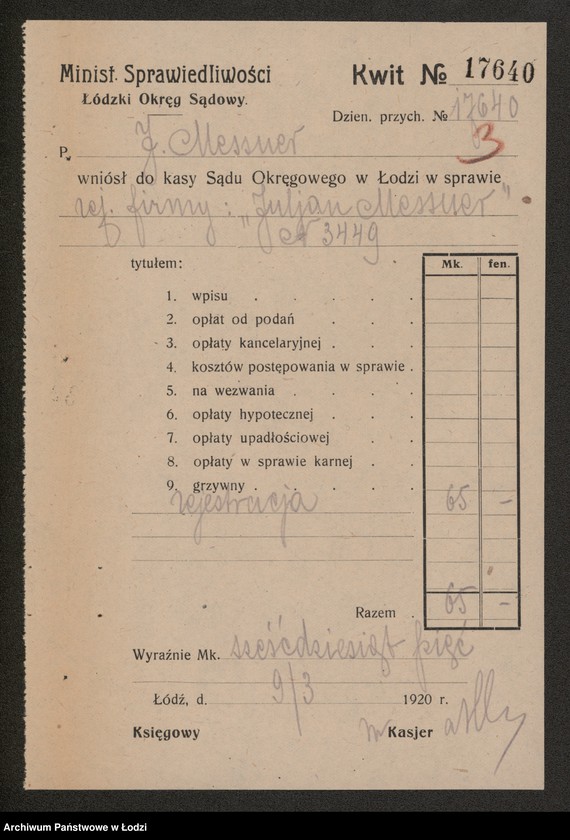 Minist. Sprawiedliwości
Łódzki Okręg Sądowy.
Kwit № 17640
Dzien. przych. № 17640
3
P. J. Messner
wniósł do kasy Sądu Okręgowego w Łodzi w sprawie
rej. firmy: "Juljan Messner"
№ 3449
tytułem:
Mk. fen.
1. wpisu
2. opłat od podań
3. opłaty kancelaryjnej
4. kosztów postępowania w sprawie
5. na wezwania
6. opłaty hypotecznej
7. opłaty upadłościowej
8. opłaty w sprawie karnej
9. grzywny
rejestracja 65 –
Razem 65 –
Wyraźnie Mk. sześćdziesiąt pięć
Łódź, d. 9/3 1920 r.
Księgowy Kasjer
Archiwum Państwowe w Łodzi